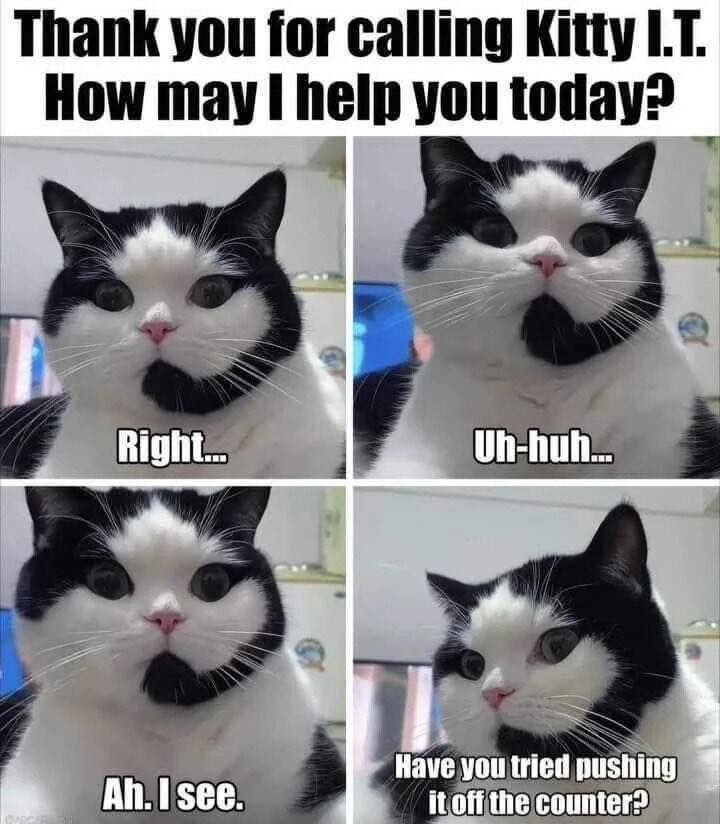 Thank you for calling Kitty I.T.
How may I help you today?
Right...
Uh-huh...
Ah. I see.
Have you tried pushing
it off the counter?